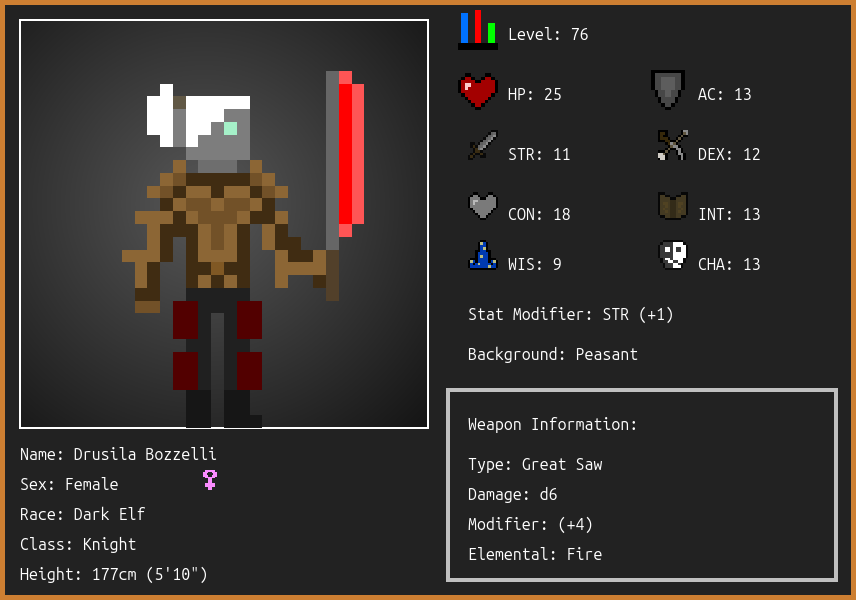 Level: 76
HP: 25
AC: 13
STR: 11
DEX: 12
CON: 18
INT: 13
WIS: 9
CHA: 13
Stat Modifier: STR (+1)
Background: Peasant
Weapon Information:
Type: Great Saw
Damage: d6
Modifier: (+4)
Elemental: Fire
Name: Drusila Bozzelli
Sex: Female
Race: Dark Elf
Class: Knight
Height: 177cm (5'10")